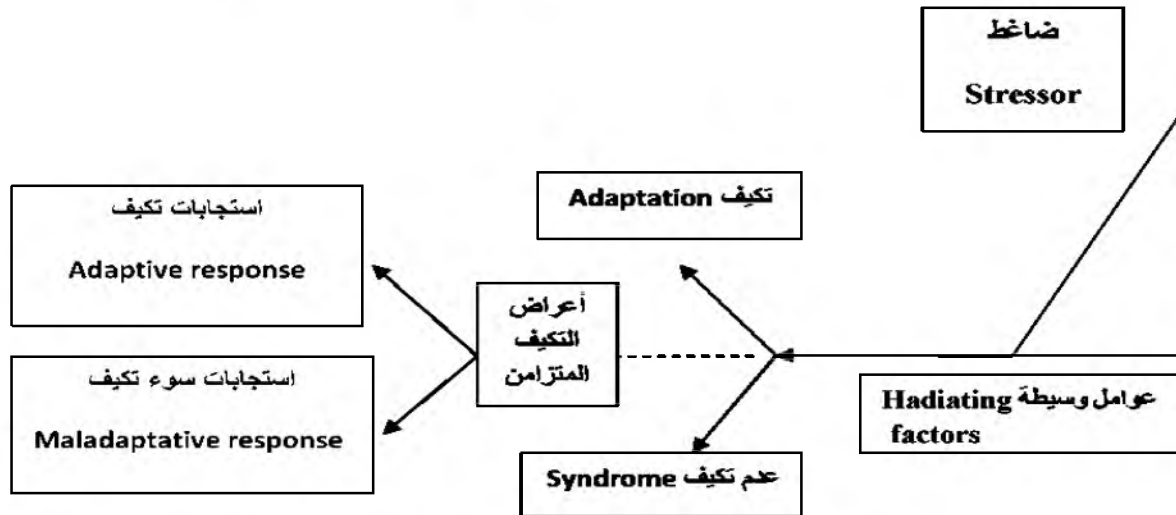 ضاغط
Stressor
تكيف Adaptation
استجابات تكيف
Adaptive response
أعراض
التكيف
المتزامن
استجابات سوء تكيف
Maladaptative response
عوامل وسيطة Hadiating
factors
عدم تكيف Syndrome